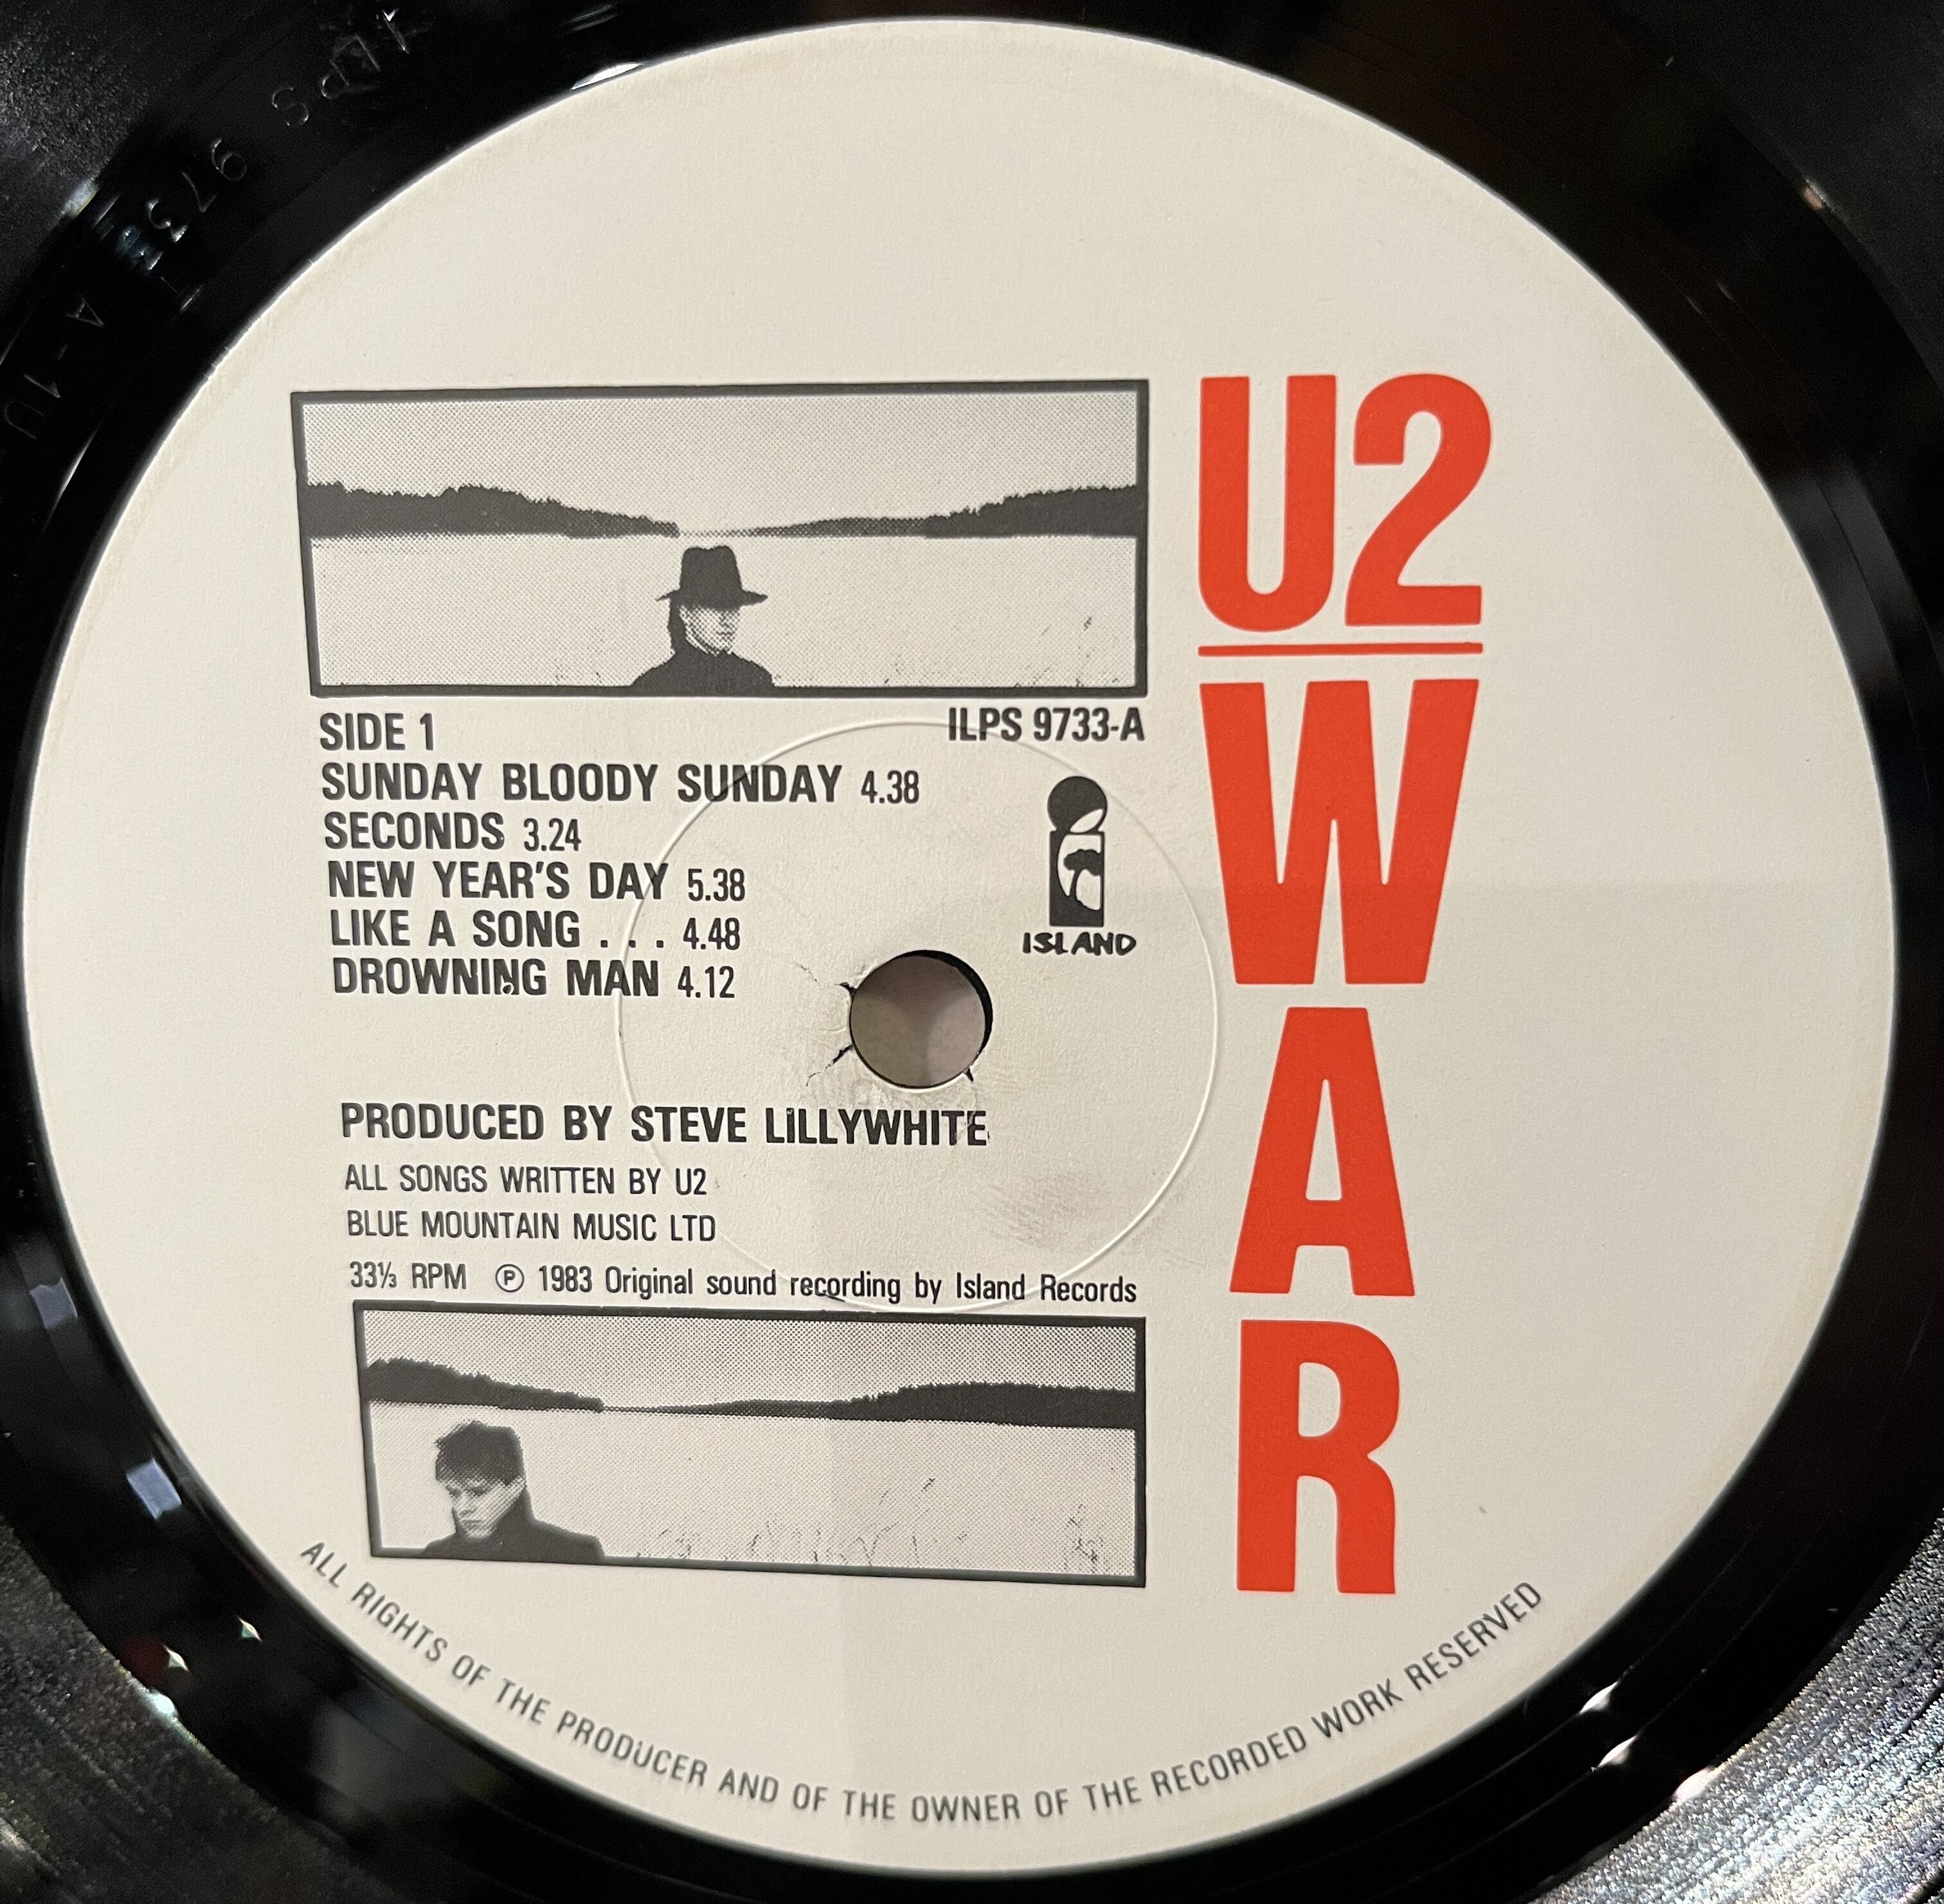 ILPS 9733 A-1U
U2
WAR
SIDE 1 ILPS 9733-A
SUNDAY BLOODY SUNDAY 4.38
SECONDS 3.24
NEW YEAR'S DAY 5.38
LIKE A SONG . . . 4.48
DROWNING MAN 4.12
ISLAND
PRODUCED BY STEVE LILLYWHITE
ALL SONGS WRITTEN BY U2
BLUE MOUNTAIN MUSIC LTD
33⅓ RPM ℗ 1983 Original sound recording by Island Records
ALL RIGHTS OF THE PRODUCER AND OF THE OWNER OF THE RECORDED WORK RESERVED